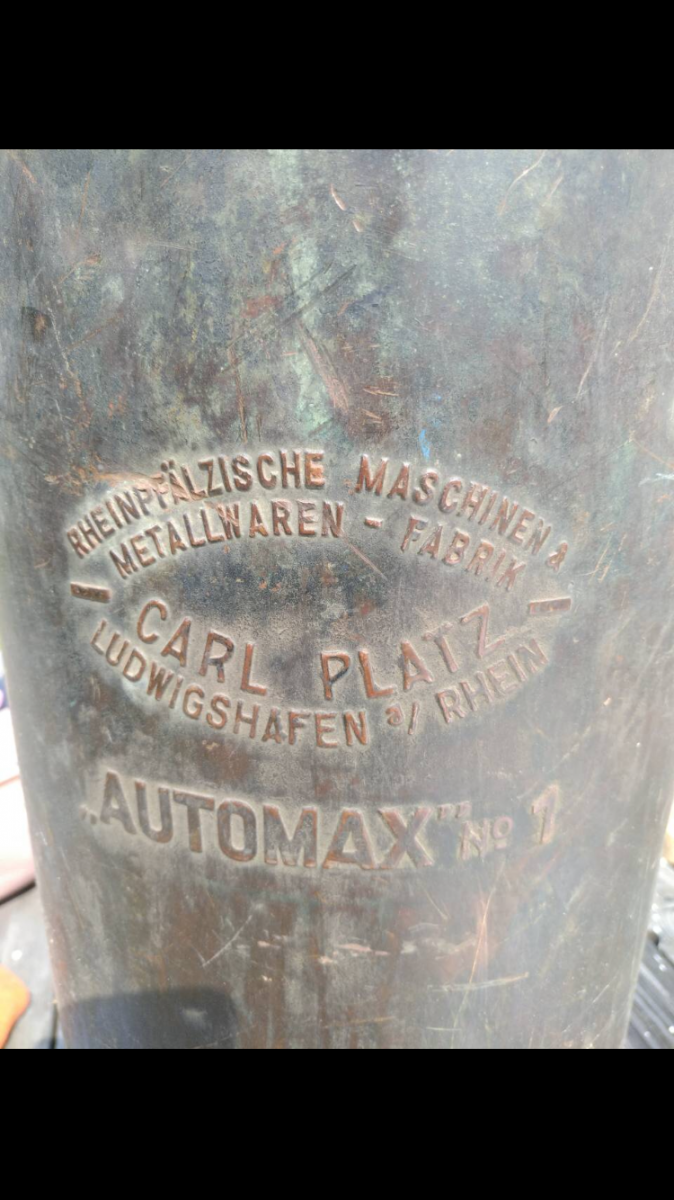 RHEINPFÄLZISCHE MASCHINEN &
METALLWAREN - FABRIK
CARL PLATZ
LUDWIGSHAFEN a/ RHEIN
„AUTOMAX" No 1